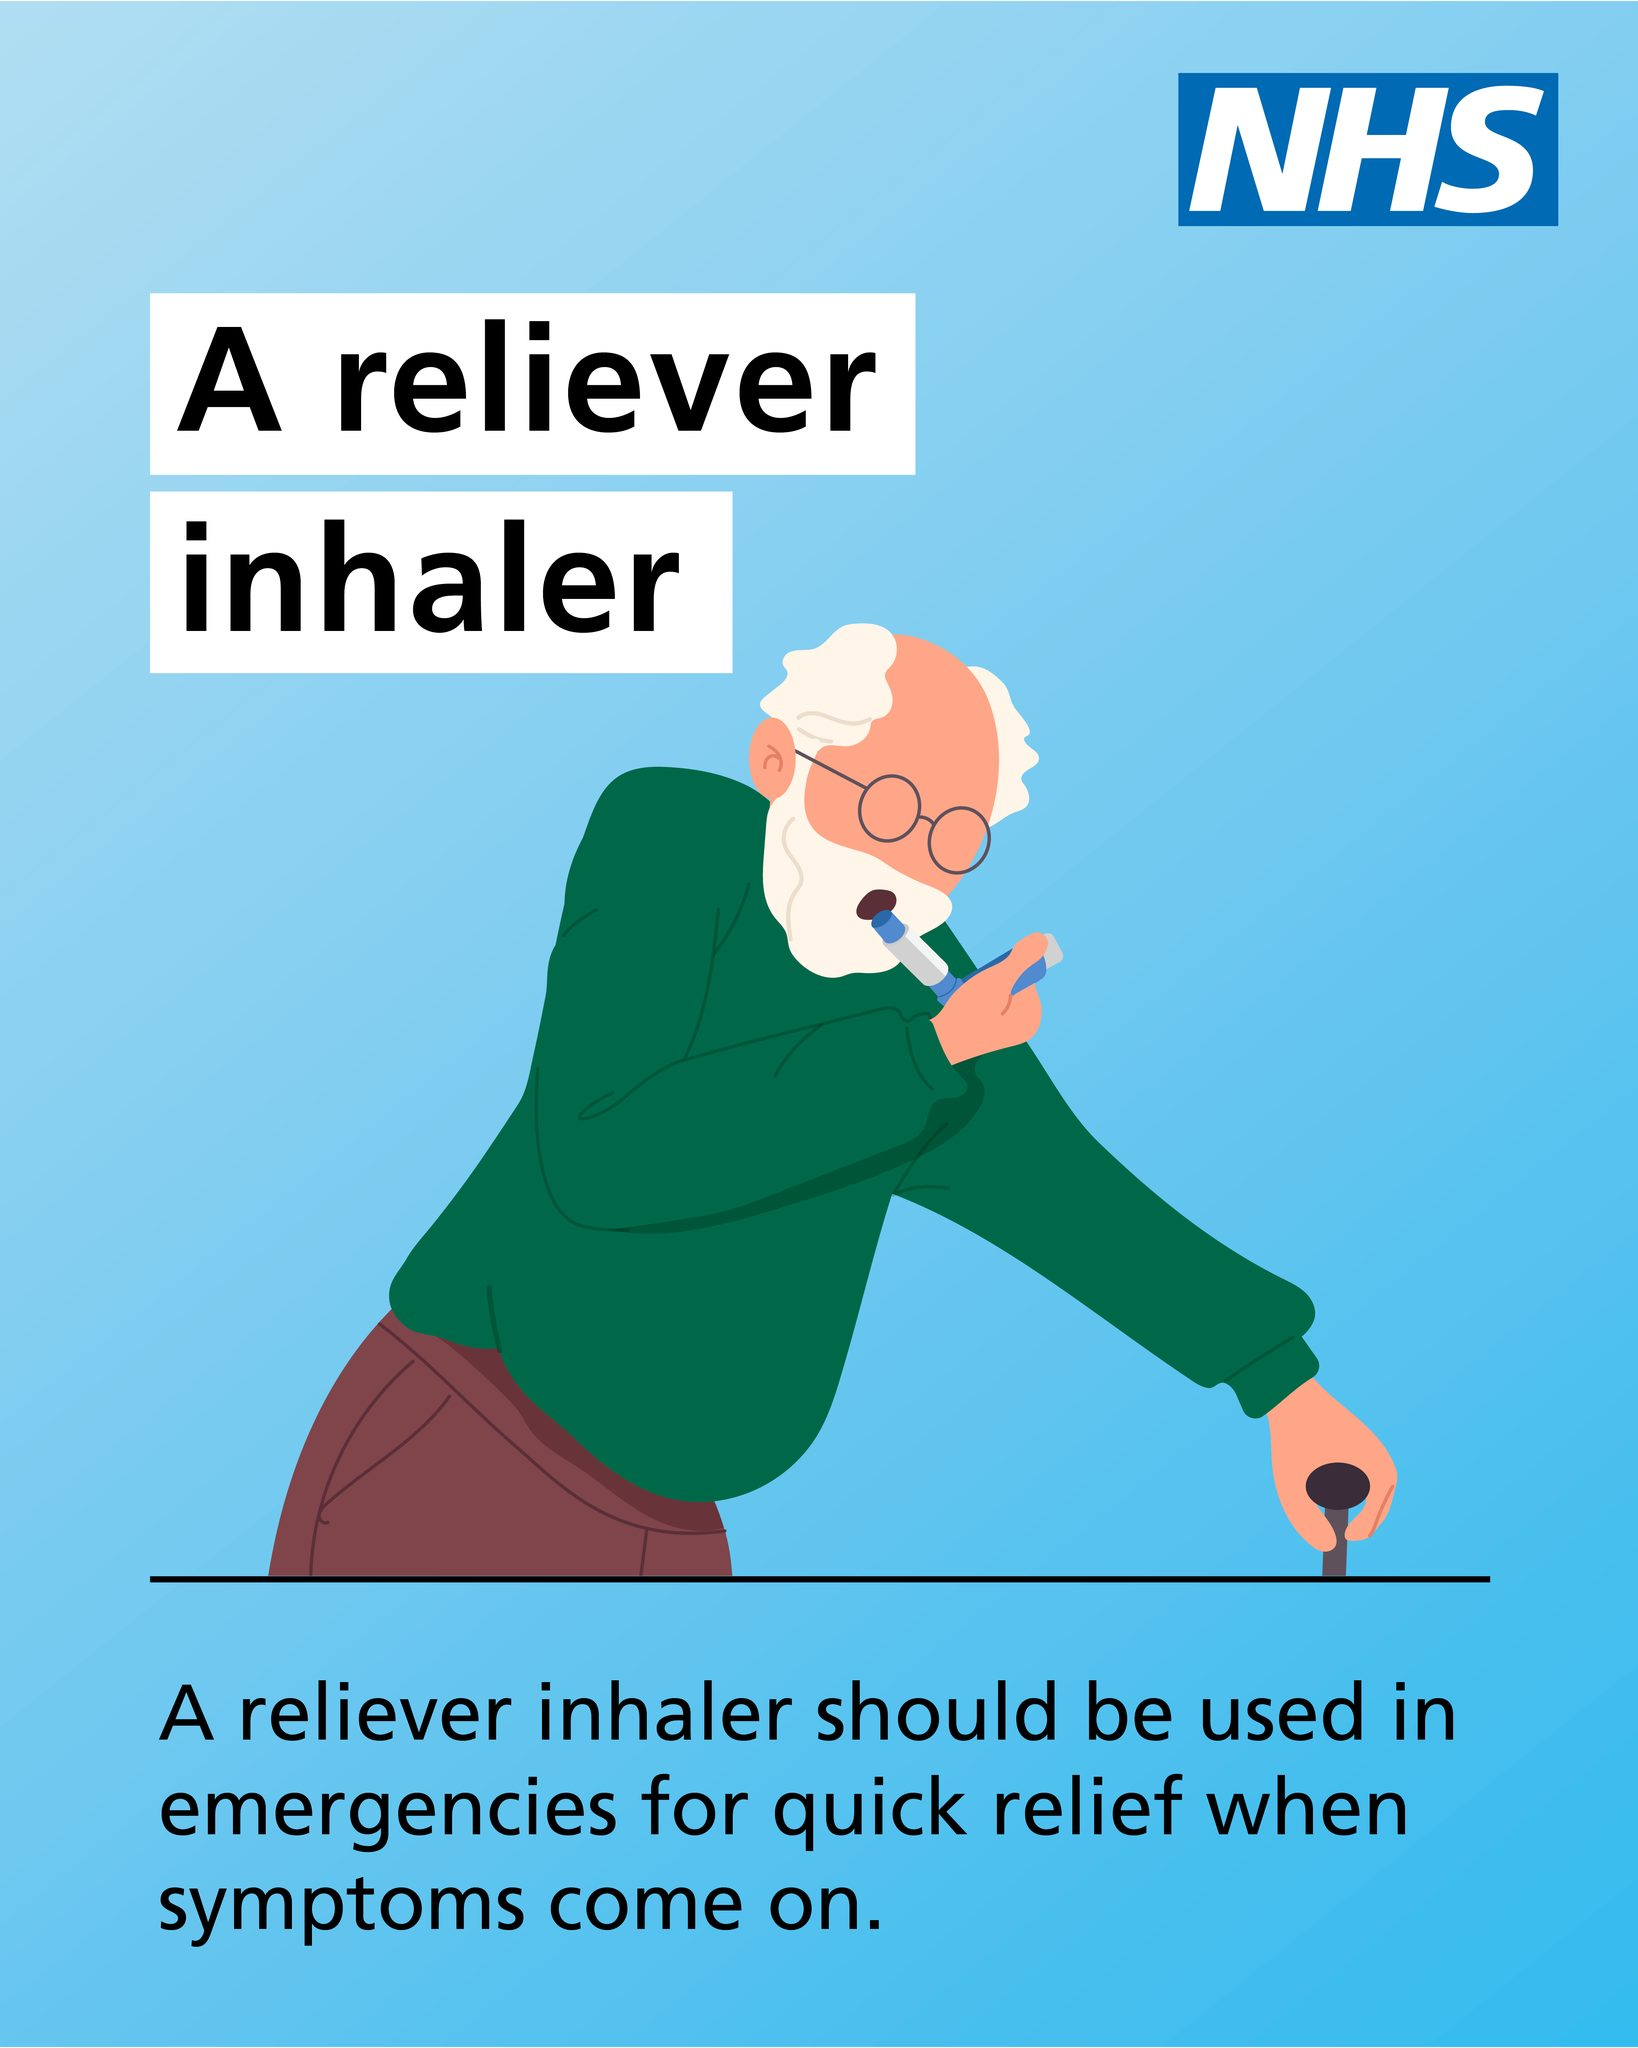 NHS
A reliever
inhaler
A reliever inhaler should be used in
emergencies for quick relief when
symptoms come on.